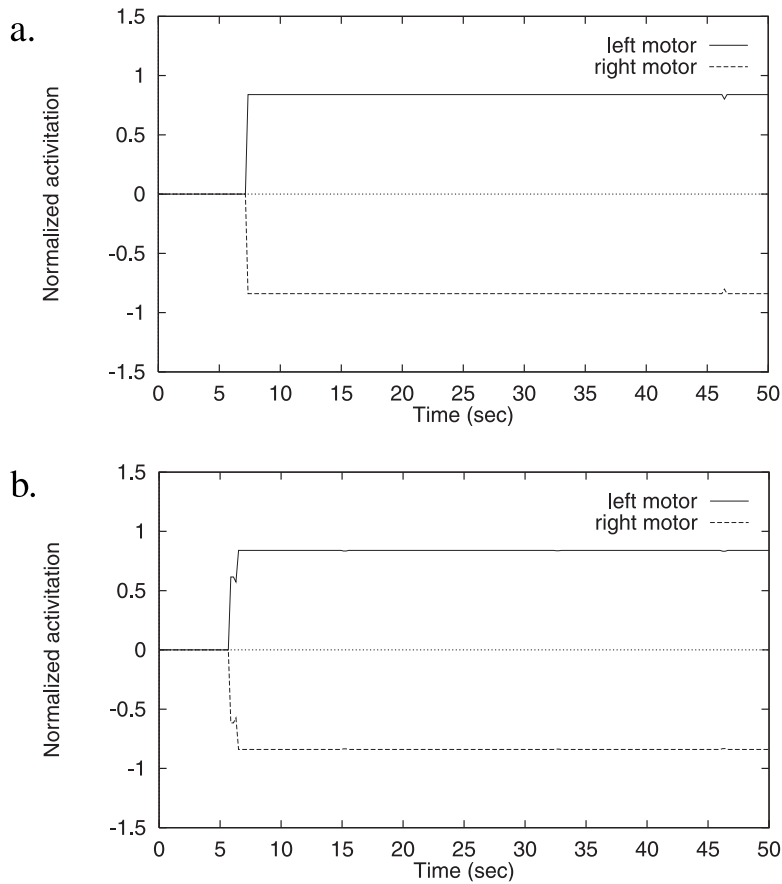 a.
1.5
left motor
right motor
1
0.5
0
-0.5
-1
-1.5
Normalized activitation
0 5 10 15 20 25 30 35 40 45 50
Time (sec)
b.
1.5
left motor
right motor
1
0.5
0
-0.5
-1
-1.5
Normalized activitation
0 5 10 15 20 25 30 35 40 45 50
Time (sec)